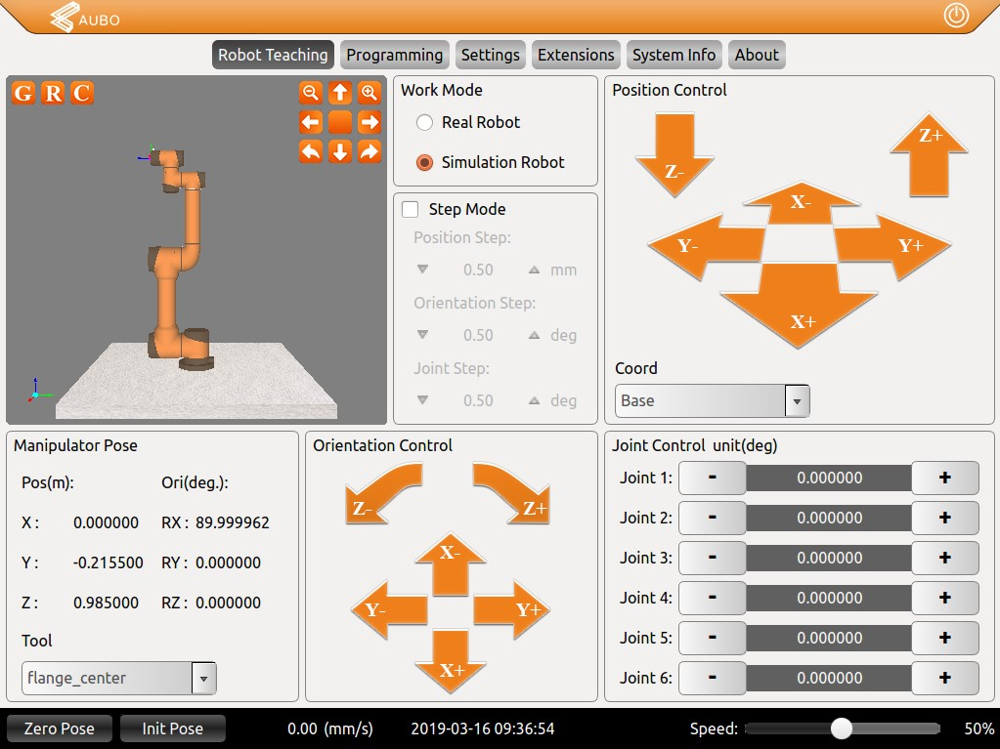 AUBO
Robot Teaching Programming Settings Extensions System Info About
G R C
Work Mode
Real Robot
Simulation Robot
Step Mode
Position Step:
0.50 mm
Orientation Step:
0.50 deg
Joint Step:
0.50 deg
Position Control
Z-
Z+
X-
Y-
Y+
X+
Coord
Base
Manipulator Pose
Pos(m): Ori(deg.):
X : 0.000000 RX : 89.999962
Y : -0.215500 RY : 0.000000
Z : 0.985000 RZ : 0.000000
Tool
flange_center
Orientation Control
Z- Z+
X-
Y- Y+
X+
Joint Control unit(deg)
Joint 1: - 0.000000 +
Joint 2: - 0.000000 +
Joint 3: - 0.000000 +
Joint 4: - 0.000000 +
Joint 5: - 0.000000 +
Joint 6: - 0.000000 +
Zero Pose Init Pose 0.00 (mm/s) 2019-03-16 09:36:54 Speed: 50%